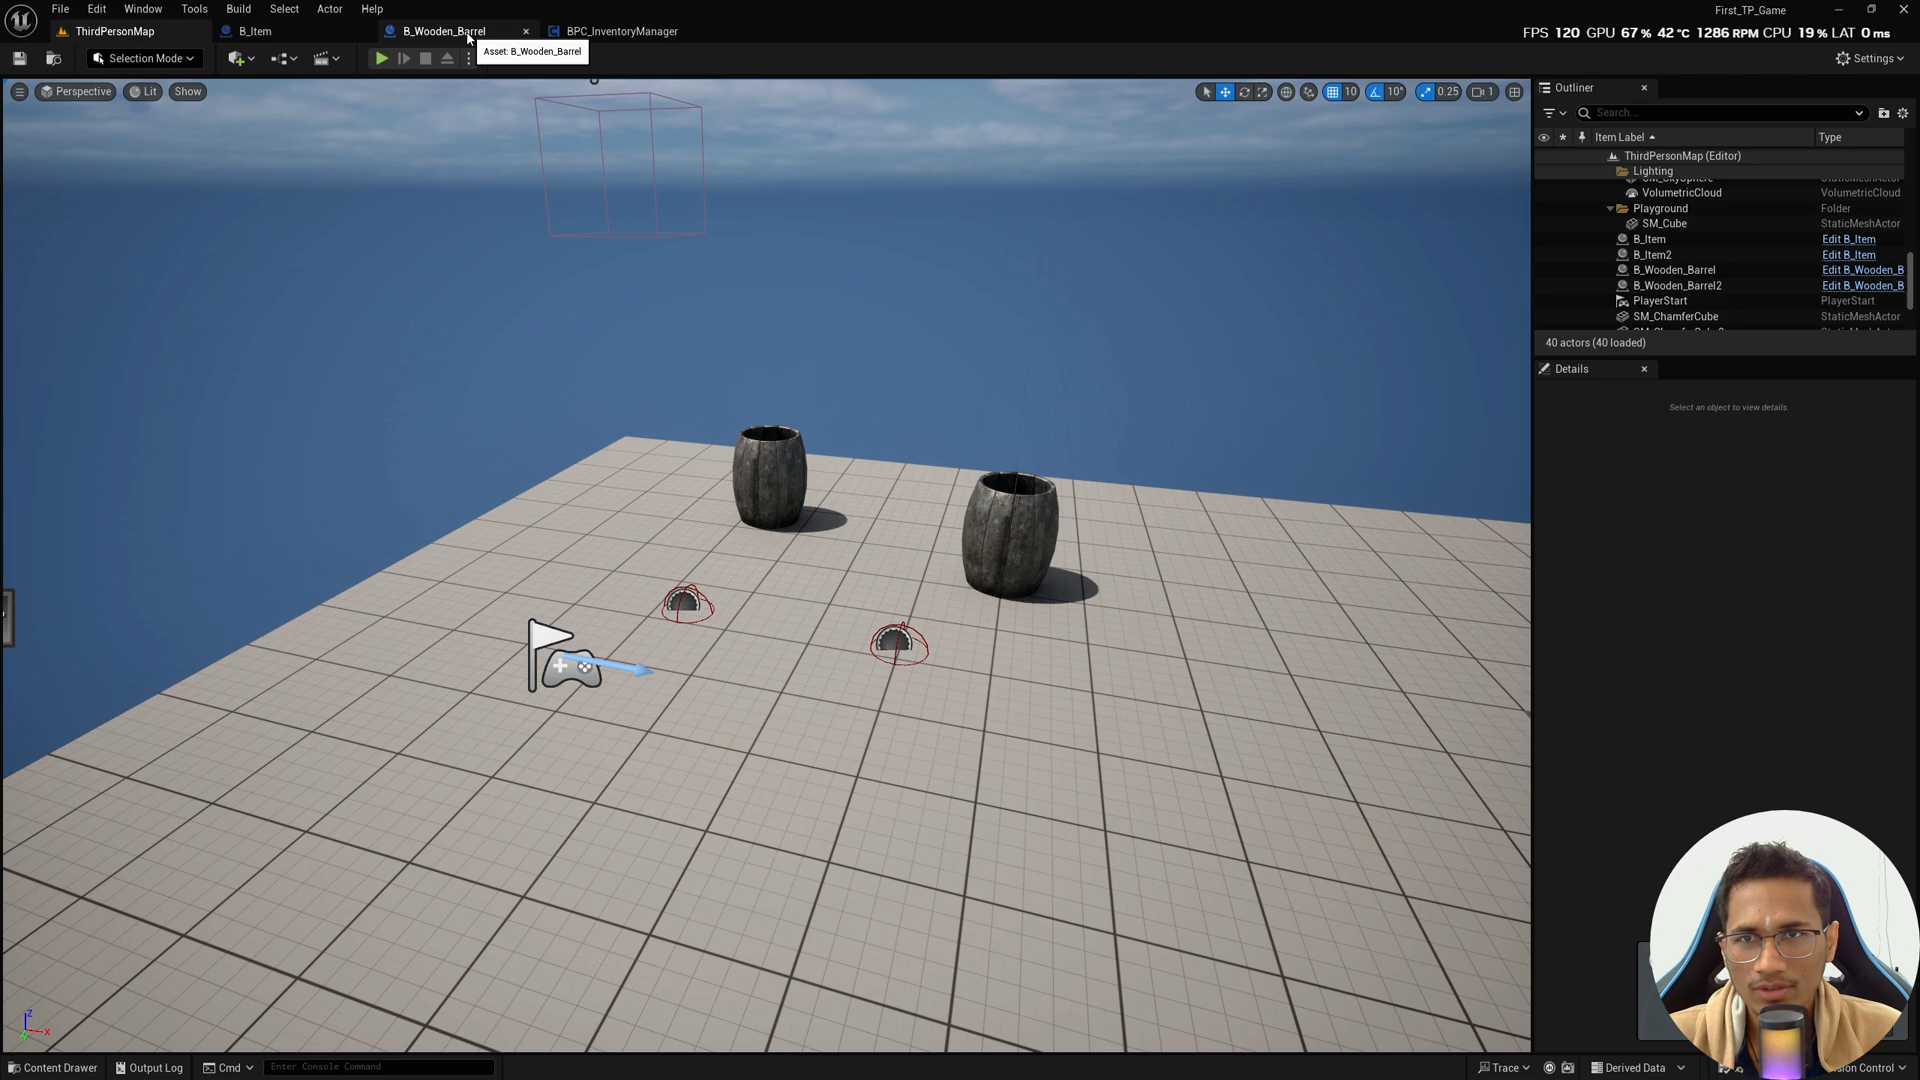 File Edit Window Tools Build Select Actor Help
First_TP_Game
ThirdPersonMap
B_Item
B_Wooden_Barrel
BPC_InventoryManager
FPS 120 GPU 67 % 42 °C 1286 RPM CPU 19 % LAT 0 ms
Selection Mode
Asset: B_Wooden_Barrel
Settings
Perspective
Lit
Show
10
10°
0.25
1
Outliner
Search...
Item Label
Type
ThirdPersonMap (Editor)
Lighting
SM_SkySphere StaticMeshActor
VolumetricCloud VolumetricCloud
Playground Folder
SM_Cube StaticMeshActor
B_Item Edit B_Item
B_Item2 Edit B_Item
B_Wooden_Barrel Edit B_Wooden_B
B_Wooden_Barrel2 Edit B_Wooden_B
PlayerStart PlayerStart
SM_ChamferCube StaticMeshActor
40 actors (40 loaded)
Details
Select an object to view details.
Z
X
Content Drawer
Output Log
Cmd
Enter Console Command
Trace
Derived Data
Control